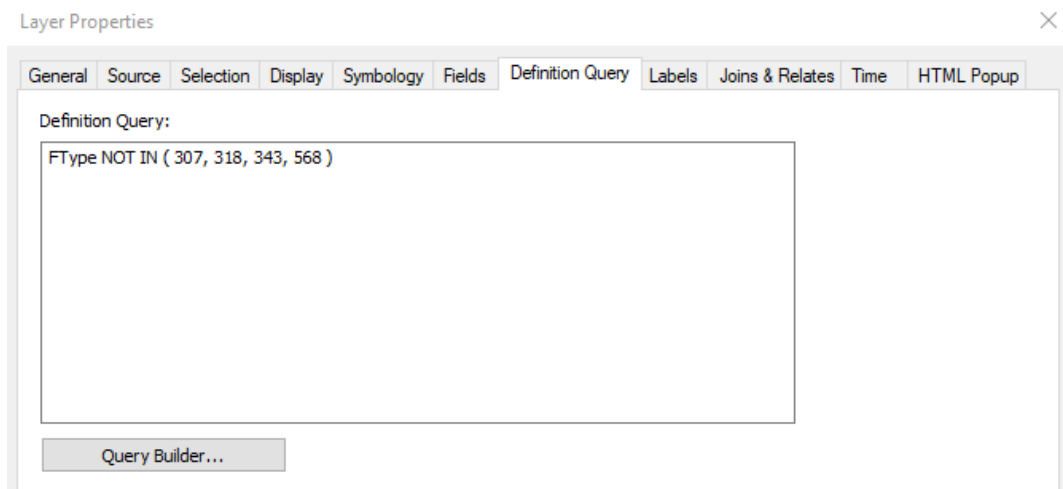 Layer Properties
General Source Selection Display Symbology Fields Definition Query Labels Joins & Relates Time HTML Popup
Definition Query:
FType NOT IN ( 307, 318, 343, 568 )
Query Builder...